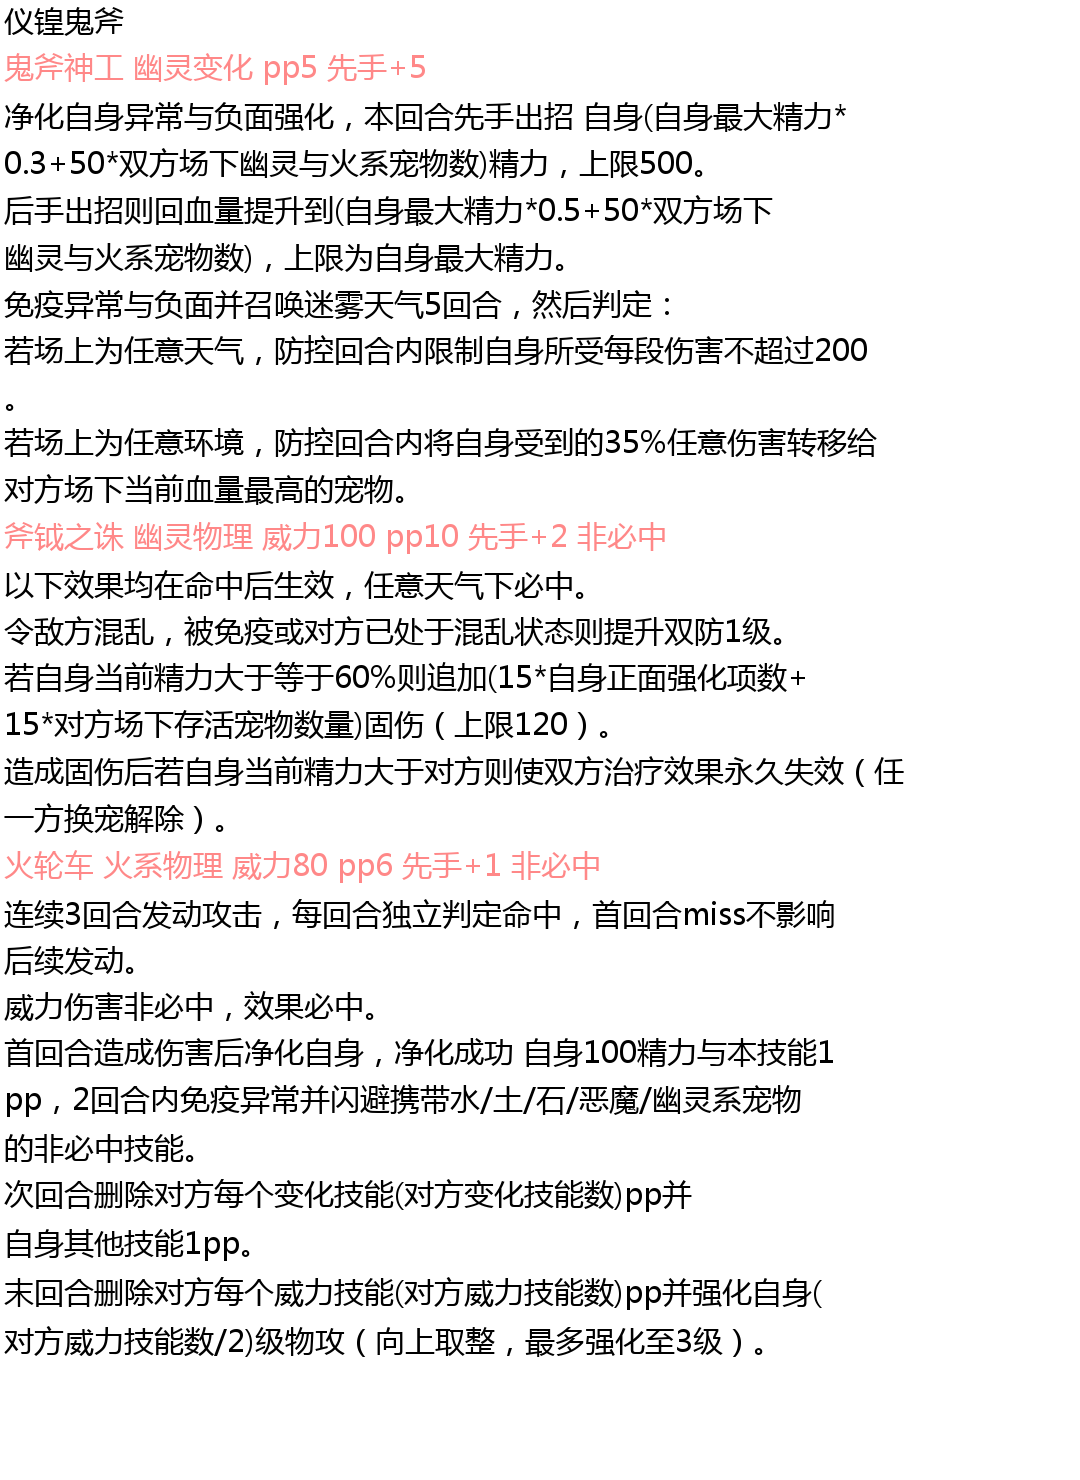 仪锽鬼斧
鬼斧神工 幽灵变化 pp5 先手+5
净化自身异常与负面强化，本回合先手出招 自身(自身最大精力*
0.3+50*双方场下幽灵与火系宠物数)精力，上限500。
后手出招则回血量提升到(自身最大精力*0.5+50*双方场下
幽灵与火系宠物数)，上限为自身最大精力。
免疫异常与负面并召唤迷雾天气5回合，然后判定：
若场上为任意天气，防控回合内限制自身所受每段伤害不超过200
。
若场上为任意环境，防控回合内将自身受到的35%任意伤害转移给
对方场下当前血量最高的宠物。
斧钺之诛 幽灵物理 威力100 pp10 先手+2 非必中
以下效果均在命中后生效，任意天气下必中。
令敌方混乱，被免疫或对方已处于混乱状态则提升双防1级。
若自身当前精力大于等于60%则追加(15*自身正面强化项数+
15*对方场下存活宠物数量)固伤（上限120）。
造成固伤后若自身当前精力大于对方则使双方治疗效果永久失效（任
一方换宠解除）。
火轮车 火系物理 威力80 pp6 先手+1 非必中
连续3回合发动攻击，每回合独立判定命中，首回合miss不影响
后续发动。
威力伤害非必中，效果必中。
首回合造成伤害后净化自身，净化成功 自身100精力与本技能1
pp，2回合内免疫异常并闪避携带水/土/石/恶魔/幽灵系宠物
的非必中技能。
次回合删除对方每个变化技能(对方变化技能数)pp并
自身其他技能1pp。
末回合删除对方每个威力技能(对方威力技能数)pp并强化自身(
对方威力技能数/2)级物攻（向上取整，最多强化至3级）。